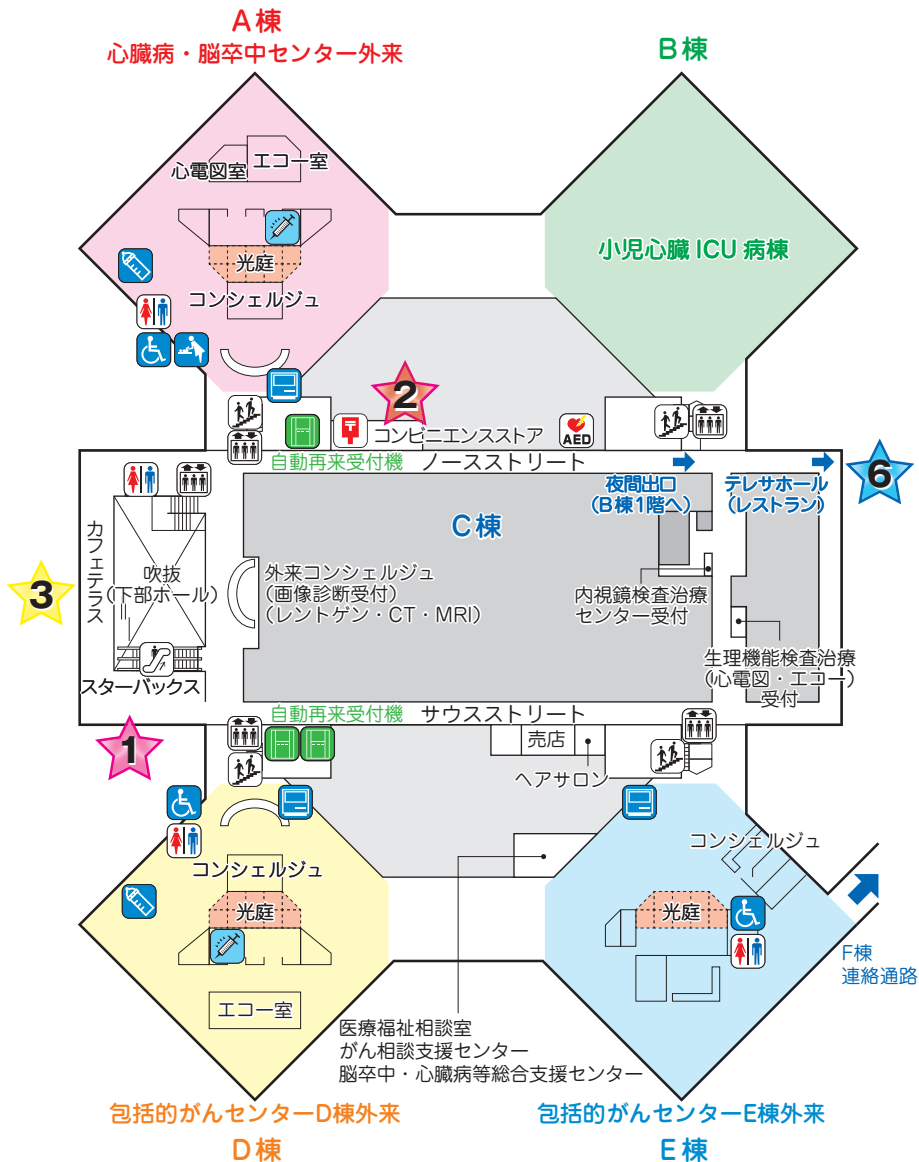 A棟
心臓病・脳卒中センター外来
B棟
心電図室
エコー室
光庭
コンシェルジュ
小児心臓 ICU 病棟
2
コンビニエンスストア
AED
自動再来受付機
ノースストリート
夜間出口
(B棟1階へ)
テレサホール
(レストラン)
6
C棟
カフェテラス
吹抜
(下部ホール)
3
外来コンシェルジュ
(画像診断受付)
(レントゲン・CT・MRI)
内視鏡検査治療
センター受付
生理機能検査治療
(心電図・エコー)
受付
スターバックス
1
自動再来受付機
サウスストリート
売店
ヘアサロン
コンシェルジュ
光庭
エコー室
コンシェルジュ
光庭
F棟
連絡通路
医療福祉相談室
がん相談支援センター
脳卒中・心臓病等総合支援センター
包括的がんセンターD棟外来
D棟
包括的がんセンターE棟外来
E棟